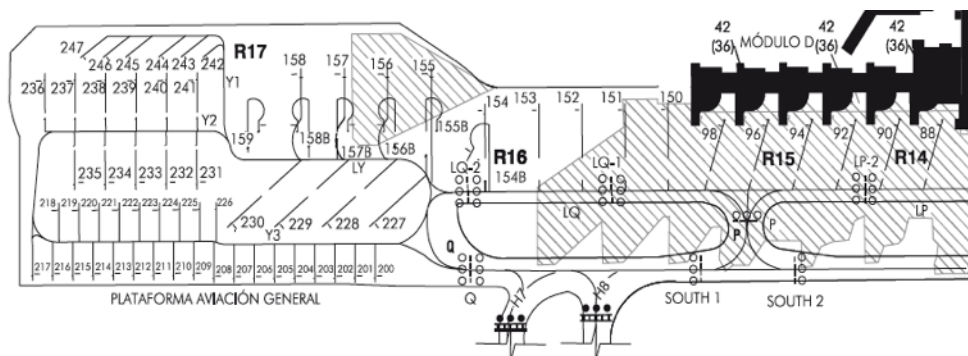 42
(36)
42
(36)
42
(36)
MÓDULO D
247
R17
246 245 244 243 242
158 157 156 155
236 237 238 239 240 241
Y1
154 153 152 151 150
Y2
159 158B 157B 156B 155B
98 96 94 92 90 88
R16
R15
R14
LY
LQ-2
154B
LQ-1
LP-2
235 234 233 232 231
218 219 220 221 222 223 224 225 226
230 229 228 227
Y3
LQ
LP
P
P
217 216 215 214 213 212 211 210 209 208 207 206 205 204 203 202 201 200
Q
Q
H7
H8
SOUTH 1
SOUTH 2
PLATAFORMA AVIACIÓN GENERAL